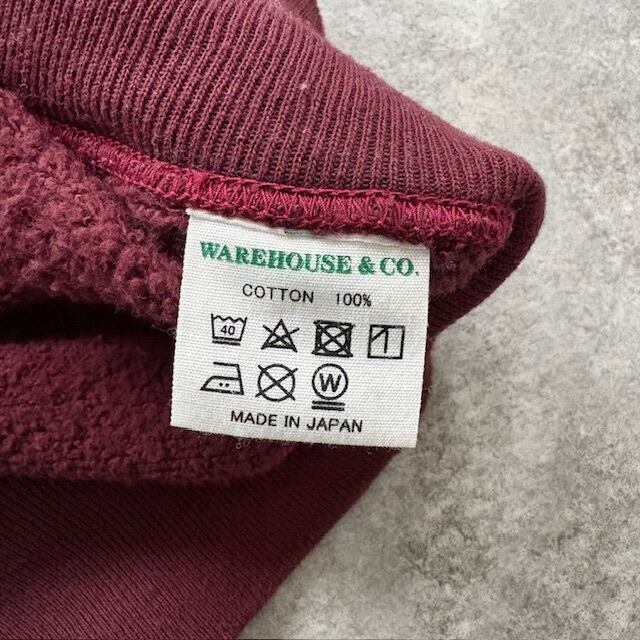 WAREHOUSE & CO.
COTTON 100%
40
W
MADE IN JAPAN